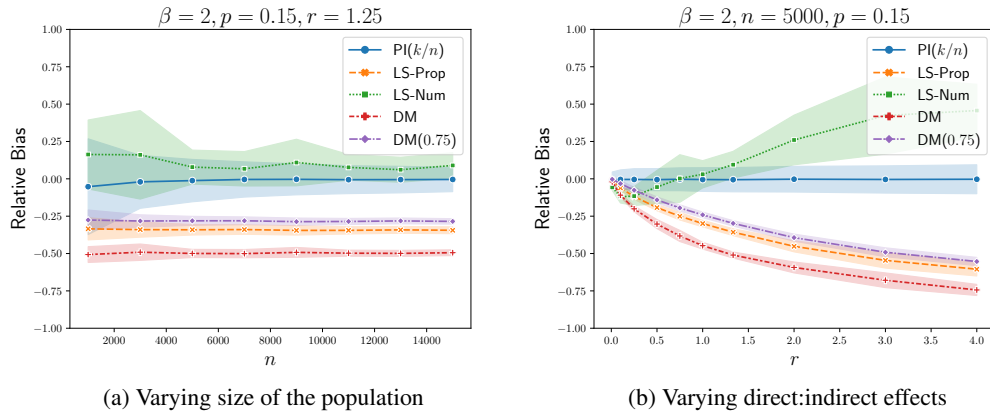 β = 2, p = 0.15, r = 1.25
1.00
0.75
0.50
0.25
0.00
−0.25
−0.50
−0.75
−1.00
Relative Bias
PI(k/n)
LS-Prop
LS-Num
DM
DM(0.75)
2000 4000 6000 8000 10000 12000 14000
n
(a) Varying size of the population
β = 2, n = 5000, p = 0.15
1.00
0.75
0.50
0.25
0.00
−0.25
−0.50
−0.75
−1.00
Relative Bias
PI(k/n)
LS-Prop
LS-Num
DM
DM(0.75)
0.0 0.5 1.0 1.5 2.0 2.5 3.0 3.5 4.0
r
(b) Varying direct:indirect effects